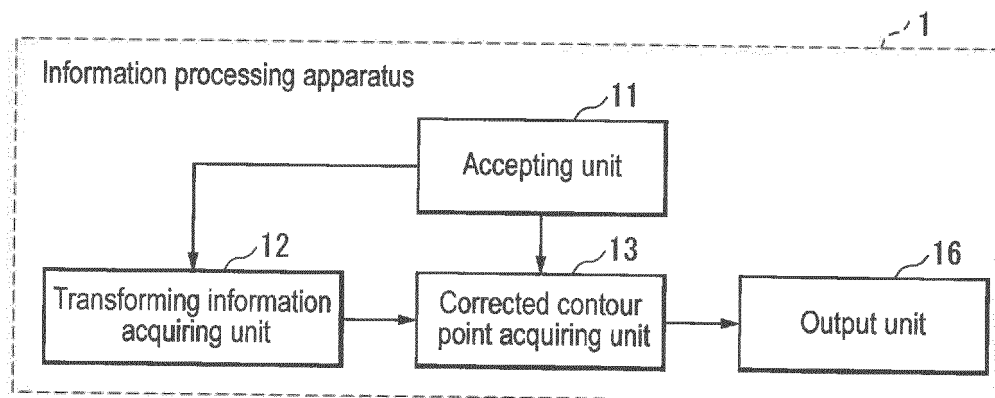 1
Information processing apparatus
11
Accepting unit
12
Transforming information
acquiring unit
13
Corrected contour
point acquiring unit
16
Output unit